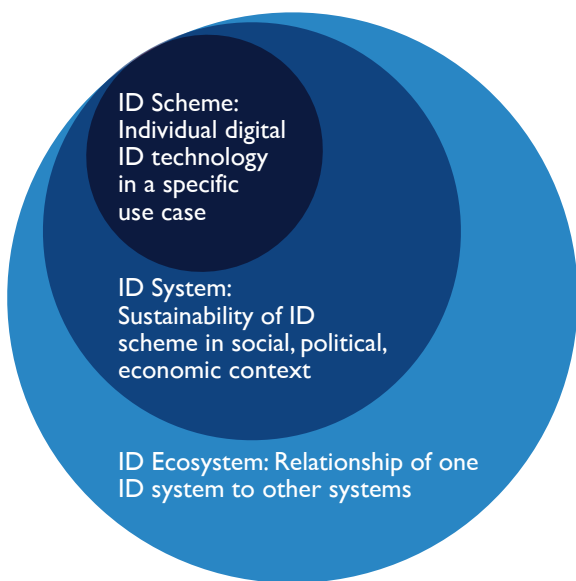 ID Scheme:
Individual digital
ID technology
in a specific
use case
ID System:
Sustainability of ID
scheme in social, political,
economic context
ID Ecosystem: Relationship of one
ID system to other systems